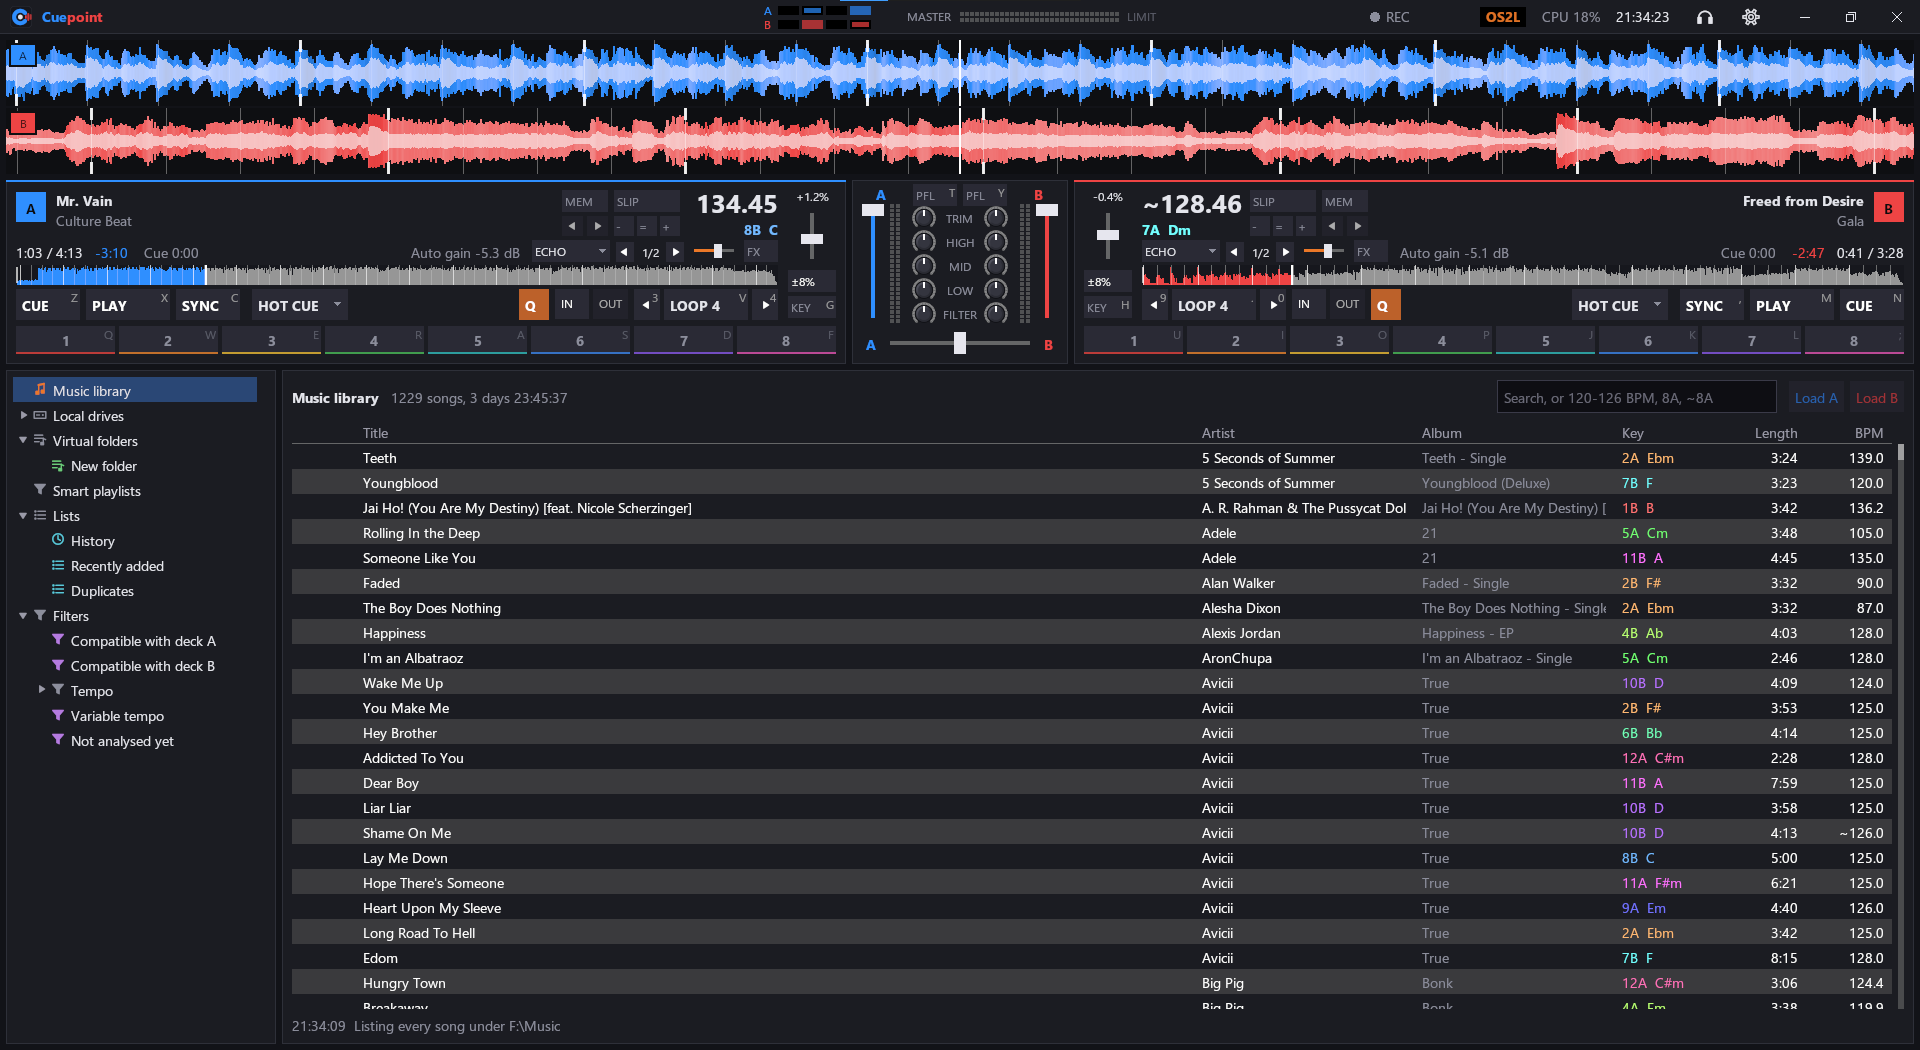 Cuepoint
A
B
MASTER
LIMIT
REC
OS2L
CPU 18%
21:34:23
A
B
A
Mr. Vain
Culture Beat
MEM
SLIP
134.45
+1.2%
- = +
8B C
1:03 / 4:13 -3:10 Cue 0:00
Auto gain -5.3 dB
ECHO
1/2
FX
±8%
CUE Z
PLAY X
SYNC C
HOT CUE
Q
IN
OUT
3 LOOP 4 V 4
KEY G
1 Q
2 W
3 E
4 R
5 A
6 S
7 D
8 F
A
PFL T
PFL Y
B
TRIM
HIGH
MID
LOW
FILTER
A
B
-0.4%
~128.46
SLIP
MEM
Freed from Desire
Gala
B
7A Dm
- = +
ECHO
1/2
FX
Auto gain -5.1 dB
Cue 0:00 -2:47 0:41 / 3:28
±8%
KEY H
9 LOOP 4 0
IN
OUT
Q
HOT CUE
SYNC
PLAY M
CUE N
1 U
2 I
3 O
4 P
5 J
6 K
7 L
8 ;
Music library
Local drives
Virtual folders
New folder
Smart playlists
Lists
History
Recently added
Duplicates
Filters
Compatible with deck A
Compatible with deck B
Tempo
Variable tempo
Not analysed yet
Music library 1229 songs, 3 days 23:45:37
Search, or 120-126 BPM, 8A, ~8A
Load A
Load B
Title Artist Album Key Length BPM
Teeth 5 Seconds of Summer Teeth - Single 2A Ebm 3:24 139.0
Youngblood 5 Seconds of Summer Youngblood (Deluxe) 7B F 3:23 120.0
Jai Ho! (You Are My Destiny) [feat. Nicole Scherzinger] A. R. Rahman & The Pussycat Dol Jai Ho! (You Are My Destiny) [ 1B B 3:42 136.2
Rolling In the Deep Adele 21 5A Cm 3:48 105.0
Someone Like You Adele 21 11B A 4:45 135.0
Faded Alan Walker Faded - Single 2B F# 3:32 90.0
The Boy Does Nothing Alesha Dixon The Boy Does Nothing - Single 2A Ebm 3:32 87.0
Happiness Alexis Jordan Happiness - EP 4B Ab 4:03 128.0
I'm an Albatraoz AronChupa I'm an Albatraoz - Single 5A Cm 2:46 128.0
Wake Me Up Avicii True 10B D 4:09 124.0
You Make Me Avicii True 2B F# 3:53 125.0
Hey Brother Avicii True 6B Bb 4:14 125.0
Addicted To You Avicii True 12A C#m 2:28 128.0
Dear Boy Avicii True 11B A 7:59 125.0
Liar Liar Avicii True 10B D 3:58 125.0
Shame On Me Avicii True 10B D 4:13 ~126.0
Lay Me Down Avicii True 8B C 5:00 125.0
Hope There's Someone Avicii True 11A F#m 6:21 125.0
Heart Upon My Sleeve Avicii True 9A Em 4:40 126.0
Long Road To Hell Avicii True 2A Ebm 3:42 125.0
Edom Avicii True 7B F 8:15 128.0
Hungry Town Big Pig Bonk 12A C#m 3:06 124.4
Breakaway Big Pig Bonk 4A Fm 3:38 119.9
21:34:09 Listing every song under F:\Music